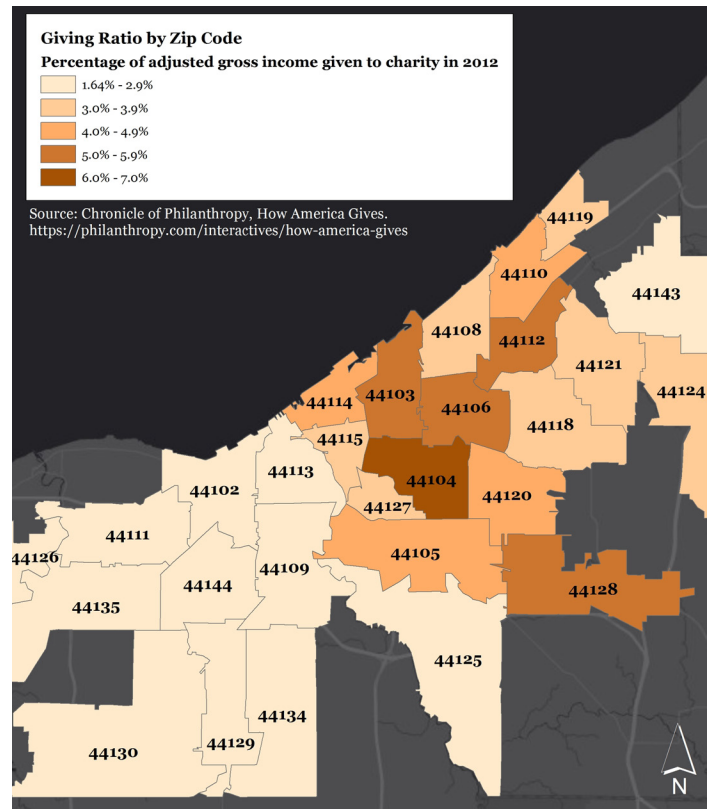 Giving Ratio by Zip Code
Percentage of adjusted gross income given to charity in 2012
1.64% - 2.9%
3.0% - 3.9%
4.0% - 4.9%
5.0% - 5.9%
6.0% - 7.0%
Source: Chronicle of Philanthropy, How America Gives.
https://philanthropy.com/interactives/how-america-gives
44119
44110
44143
44108
44112
44121
44124
44114
44103
44106
44118
44115
44113
44102
44104
44120
44127
44111
44126
44105
44109
44144
44128
44135
44125
44134
44129
44130
N